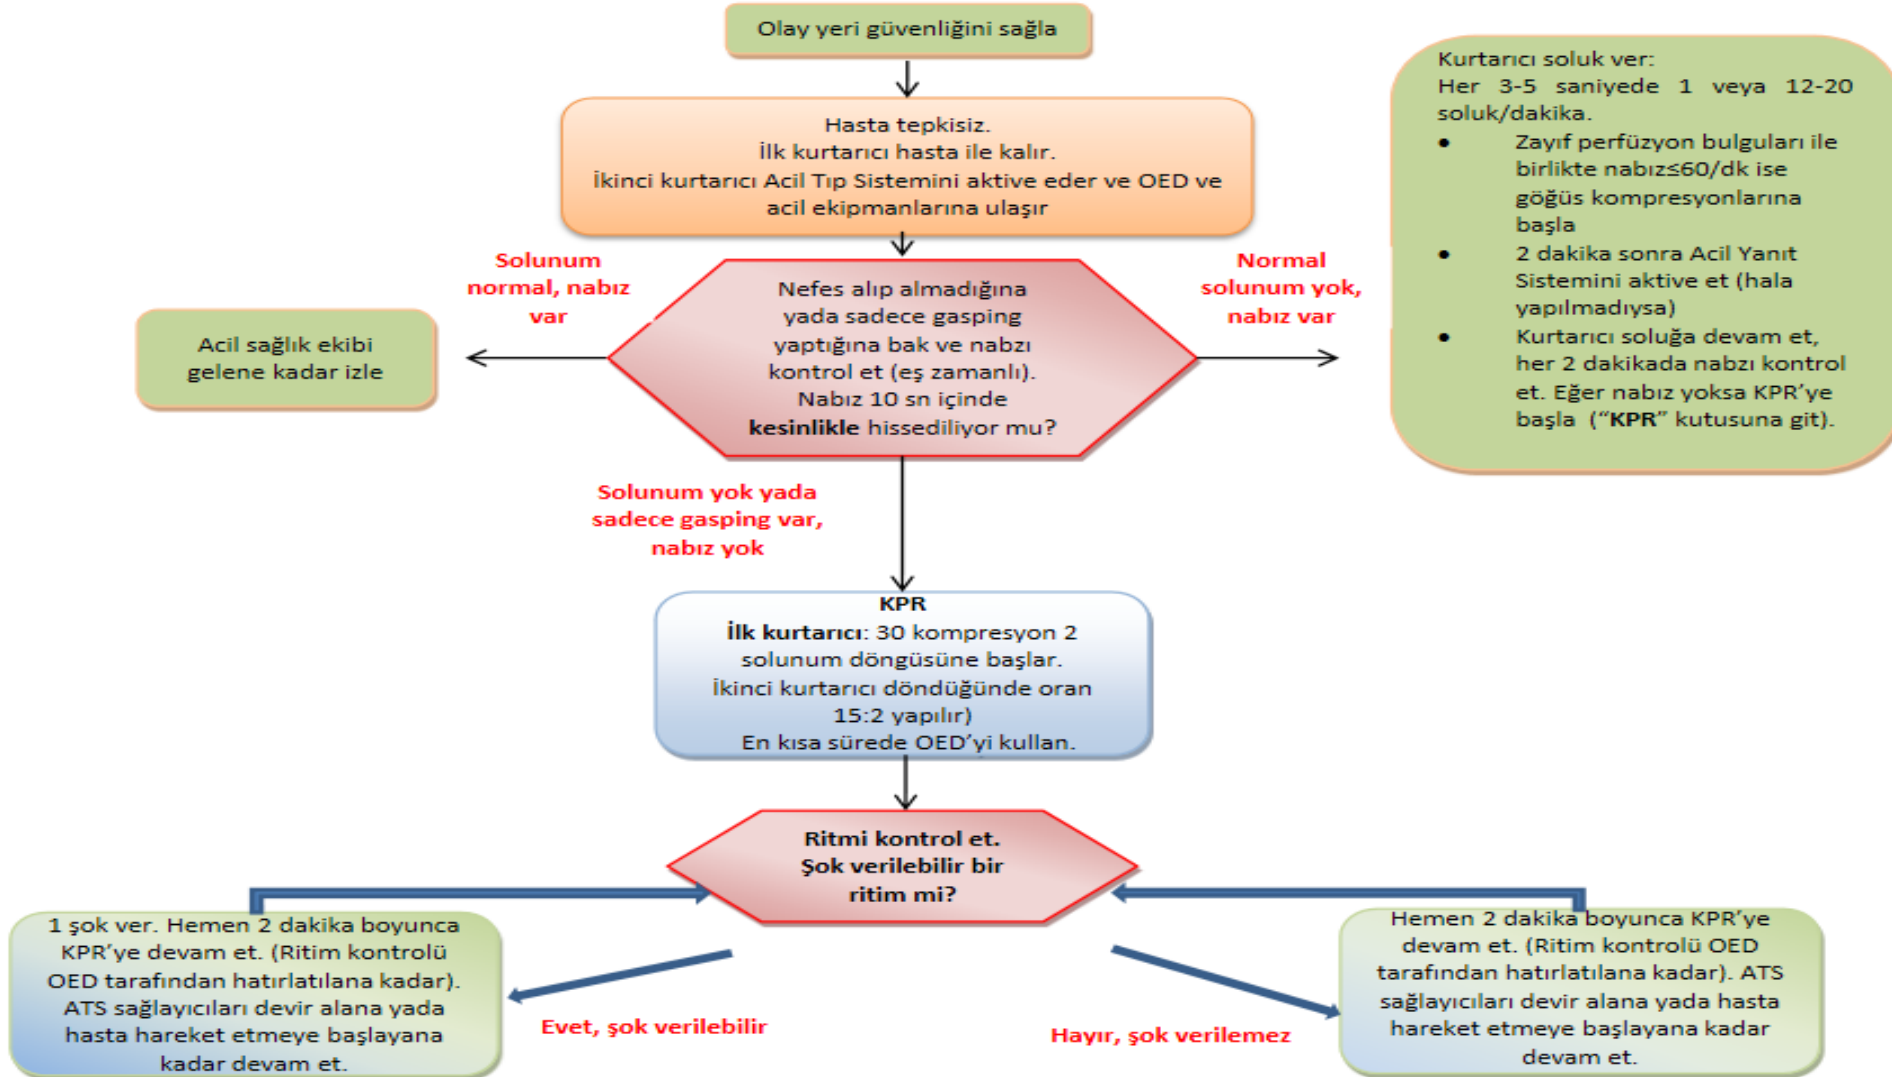 Olay yeri güvenliğini sağla
Hasta tepkisiz.
İlk kurtarıcı hasta ile kalır.
İkinci kurtarıcı Acil Tıp Sistemini aktive eder ve OED ve
acil ekipmanlarına ulaşır
Solunum
normal, nabız
var
Nefes alıp almadığına
yada sadece gasping
yaptığına bak ve nabzı
kontrol et (eş zamanlı).
Nabız 10 sn içinde
kesinlikle hissediliyor mu?
Normal
solunum yok,
nabız var
Acil sağlık ekibi
gelene kadar izle
Kurtarıcı soluk ver:
Her 3-5 saniyede 1 veya 12-20
soluk/dakika.
• Zayıf perfüzyon bulguları ile
birlikte nabız≤60/dk ise
göğüs kompresyonlarına
başla
• 2 dakika sonra Acil Yanıt
Sistemini aktive et (hala
yapılmadıysa)
• Kurtarıcı soluğa devam et,
her 2 dakikada nabzı kontrol
et. Eğer nabız yoksa KPR’ye
başla (“KPR” kutusuna git).
Solunum yok yada
sadece gasping var,
nabız yok
KPR
İlk kurtarıcı: 30 kompresyon 2
solunum döngüsüne başlar.
İkinci kurtarıcı döndüğünde oran
15:2 yapılır)
En kısa sürede OED’yi kullan.
Ritmi kontrol et.
Şok verilebilir bir
ritim mi?
1 şok ver. Hemen 2 dakika boyunca
KPR’ye devam et. (Ritim kontrolü
OED tarafından hatırlatılana kadar).
ATS sağlayıcıları devir alana yada
hasta hareket etmeye başlayana
kadar devam et.
Evet, şok verilebilir
Hayır, şok verilemez
Hemen 2 dakika boyunca KPR’ye
devam et. (Ritim kontrolü OED
tarafından hatırlatılana kadar). ATS
sağlayıcıları devir alana yada hasta
hareket etmeye başlayana kadar
devam et.